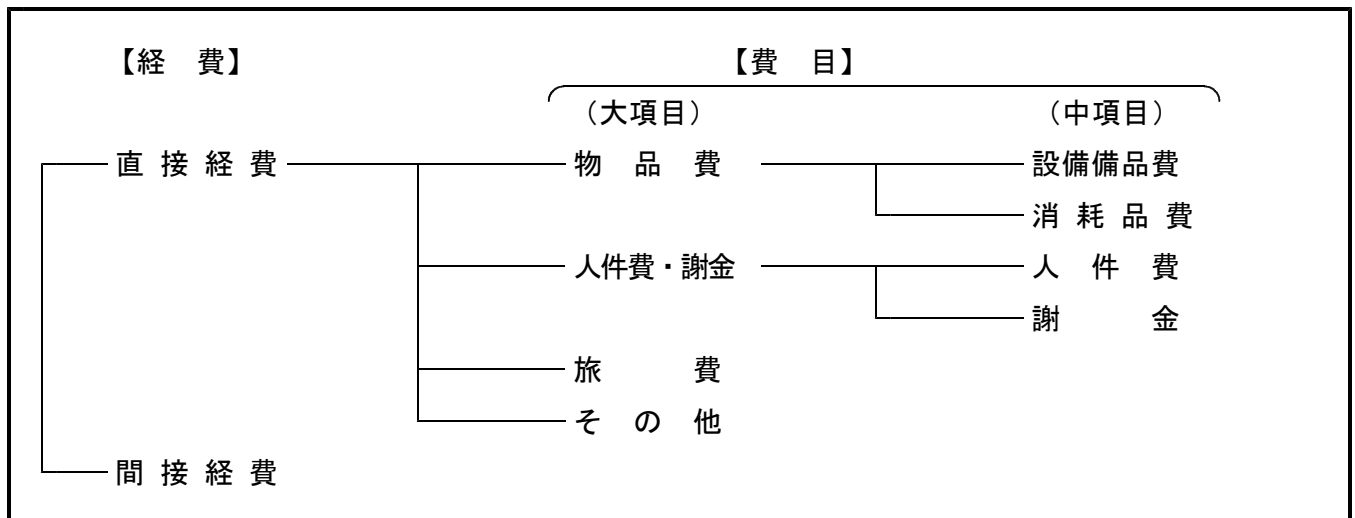 【経　費】　【費　目】
（大項目）　（中項目）
直 接 経 費　物　品　費　設備備品費
消 耗 品 費
人件費・謝金　人　件　費
謝　　　金
旅　　　費
そ　の　他
間 接 経 費